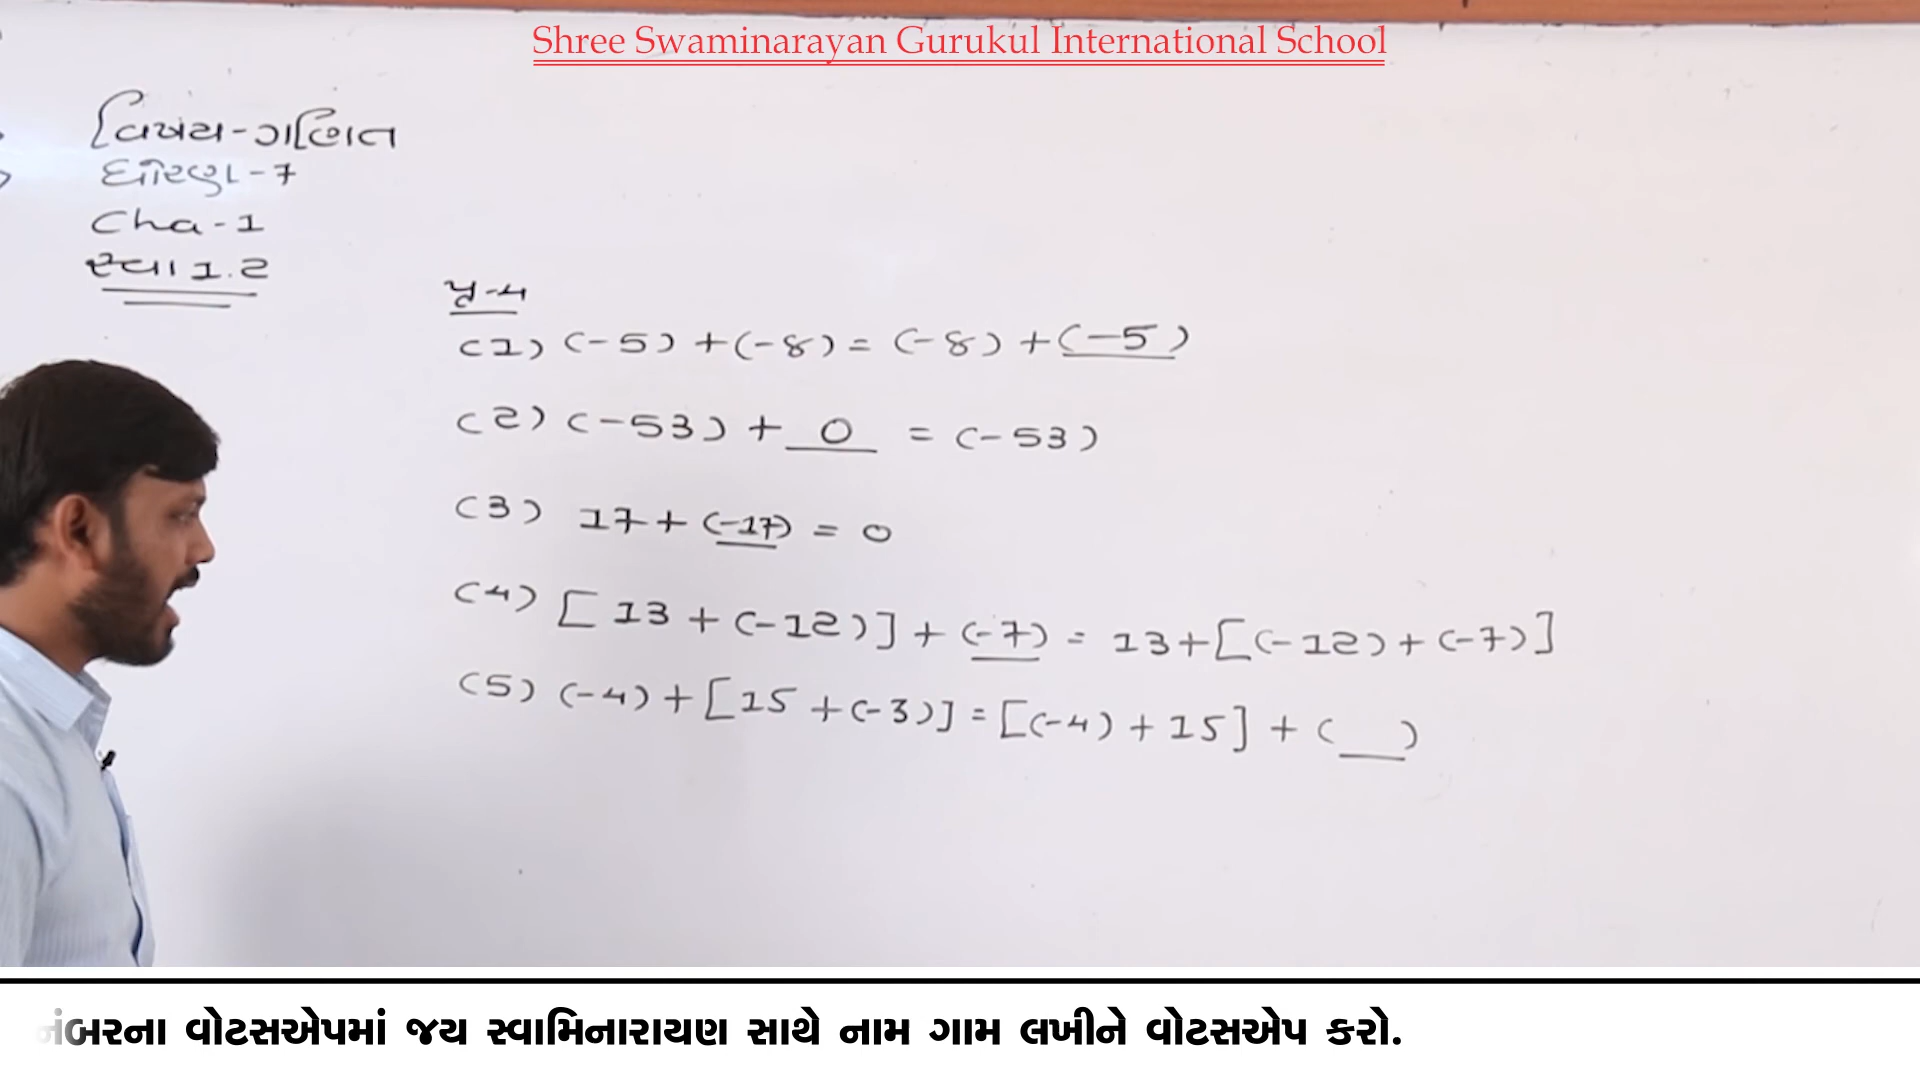 Shree Swaminarayan Gurukul International School
વિષય-ગણિત
ધોરણ-7
Cha-1
સ્વા 1.2
પ્ર-4
(1) (-5) + (-8) = (-8) + (-5)
(2) (-53) + 0 = (-53)
(3) 17 + (-17) = 0
(4) [13 + (-12)] + (-7) = 13 + [(-12) + (-7)]
(5) (-4) + [15 + (-3)] = [(-4) + 15] + ( __ )
નંબરના વોટસએપમાં જય સ્વામિનારાયણ સાથે નામ ગામ લખીને વોટસએપ કરો.